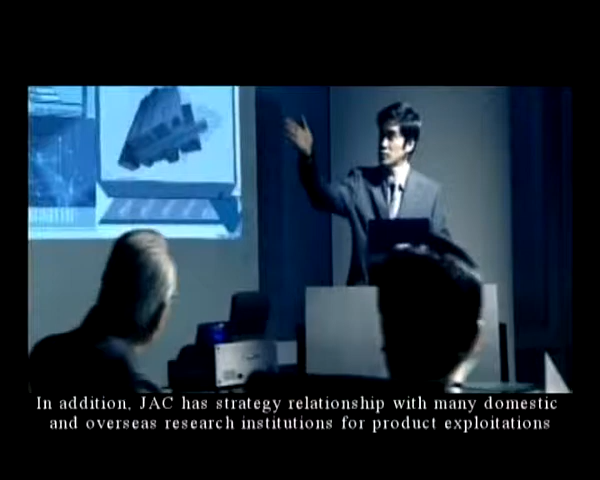 In addition, JAC has strategy relationship with many domestic
and overseas research institutions for product exploitations